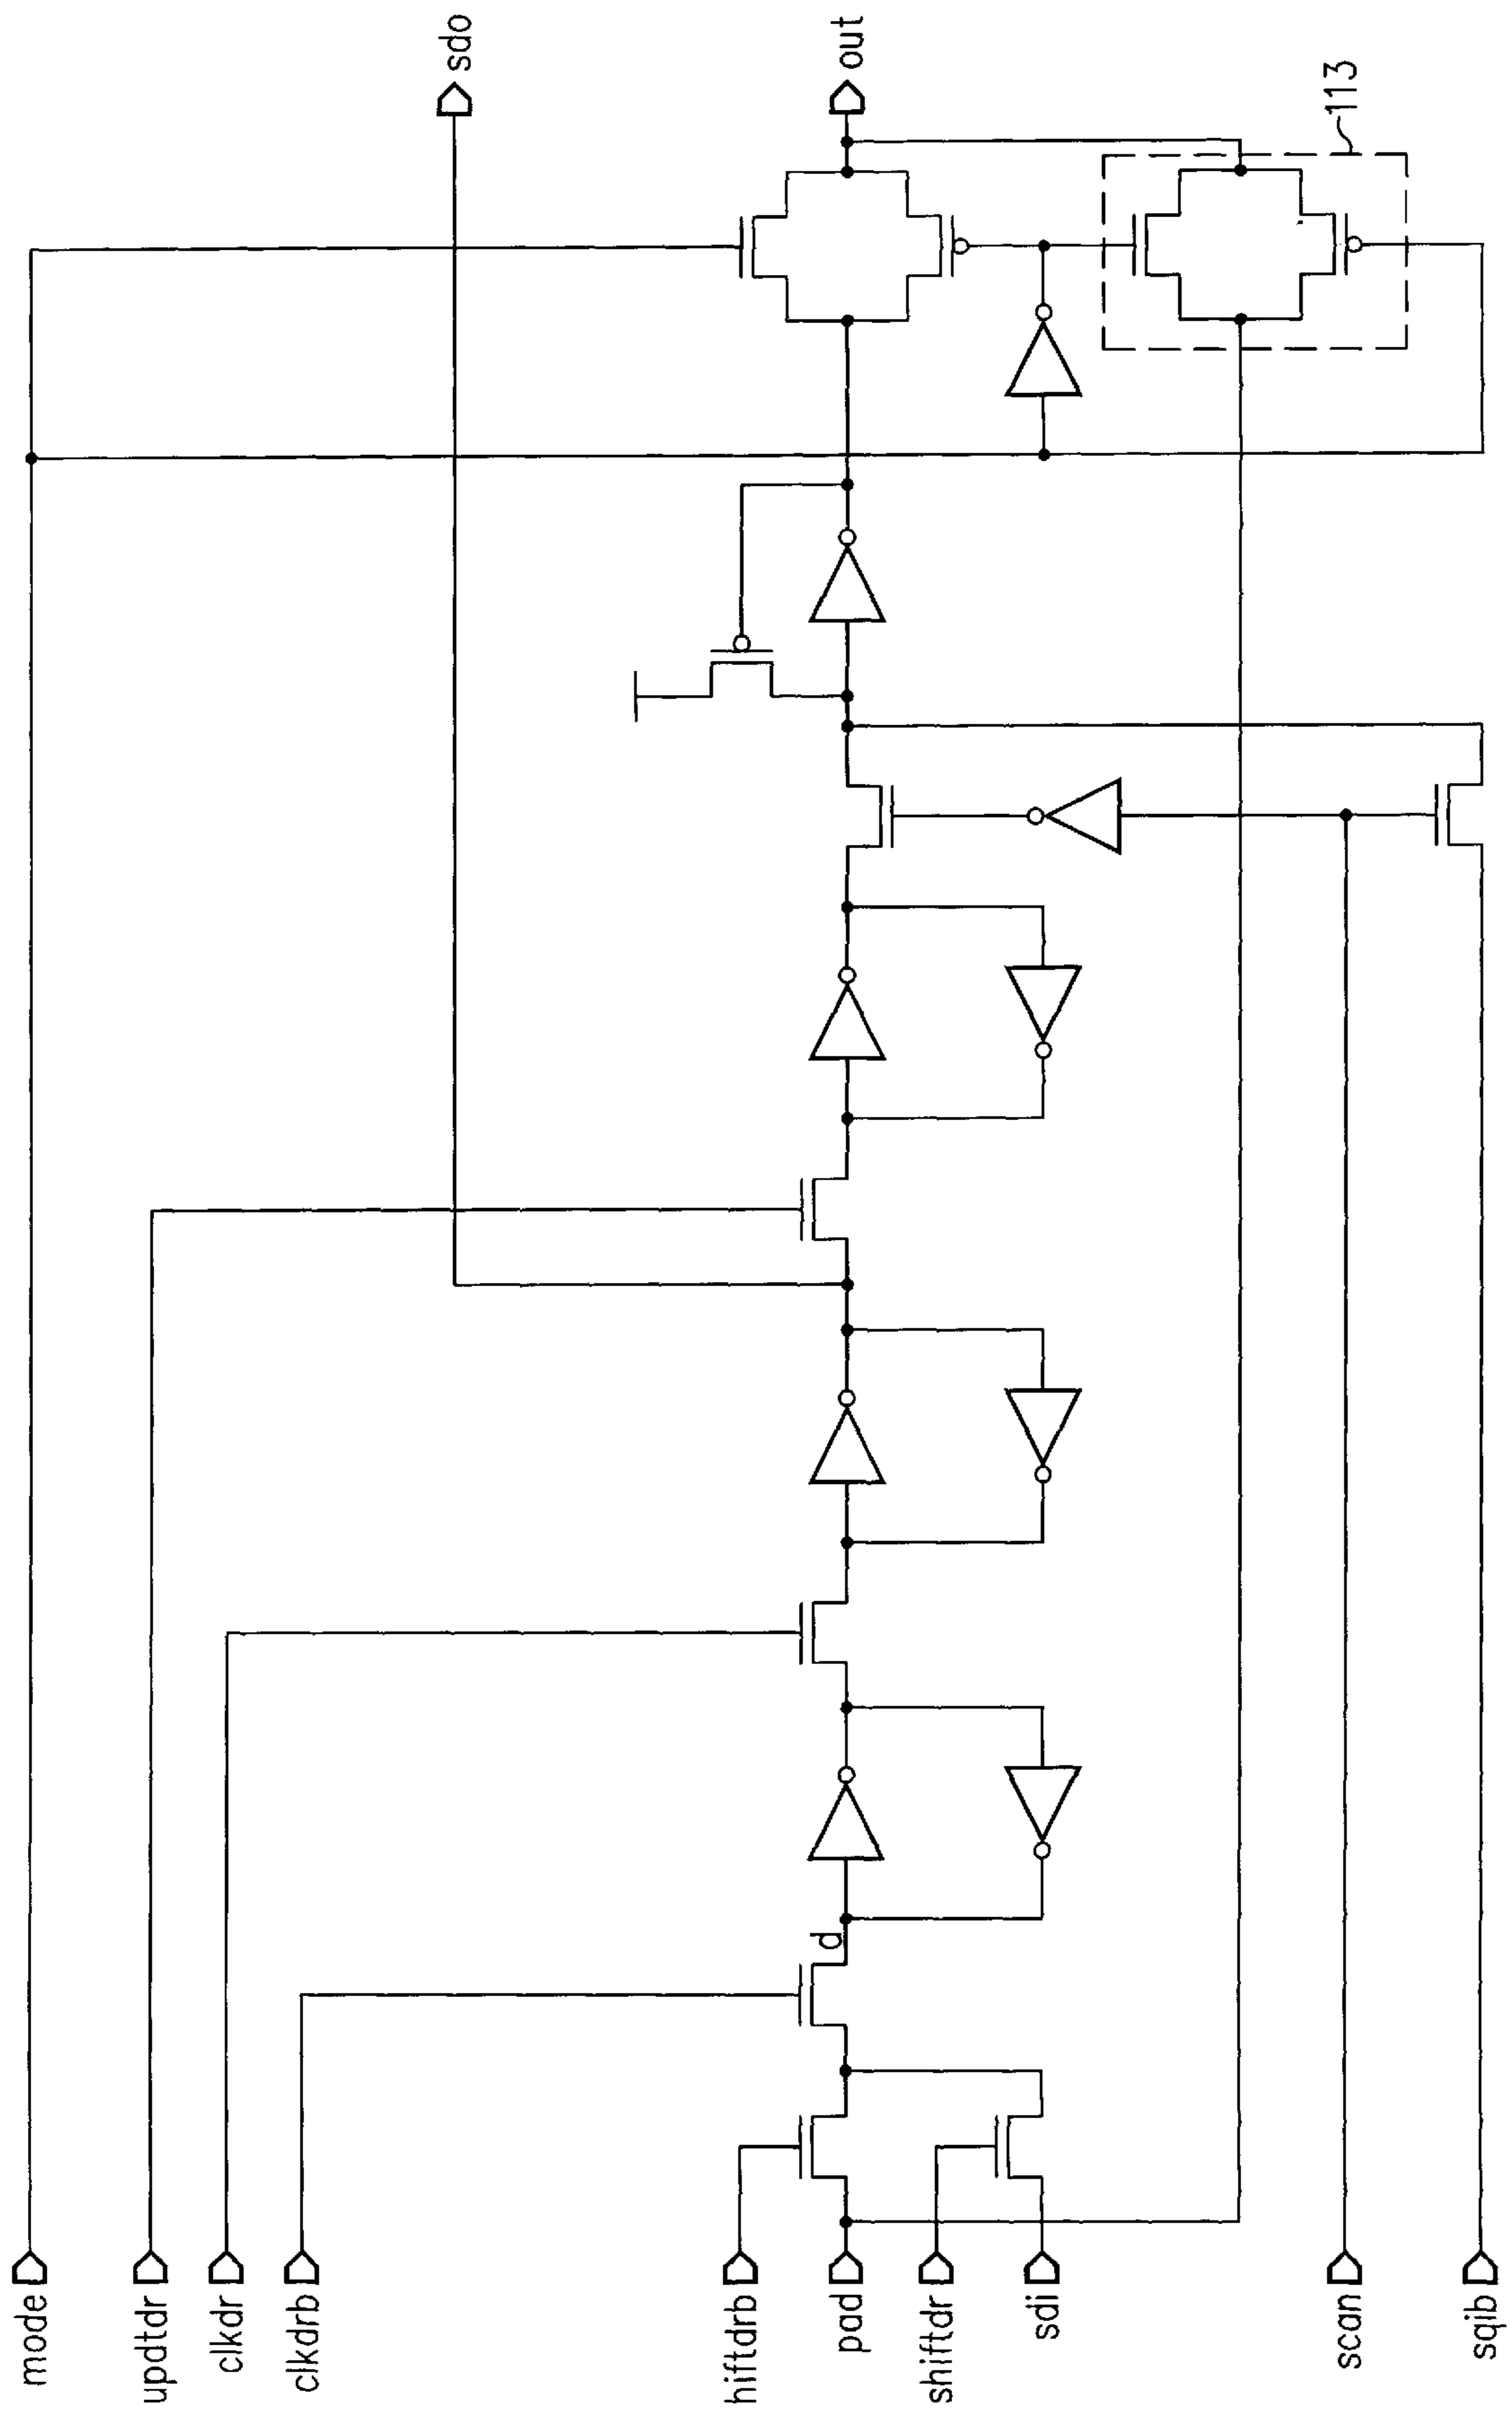 mode
updtdr
clkdr
clkdrb
hiftdrb
pad
shiftdr
sdi
scan
sqib
d
sdo
out
113